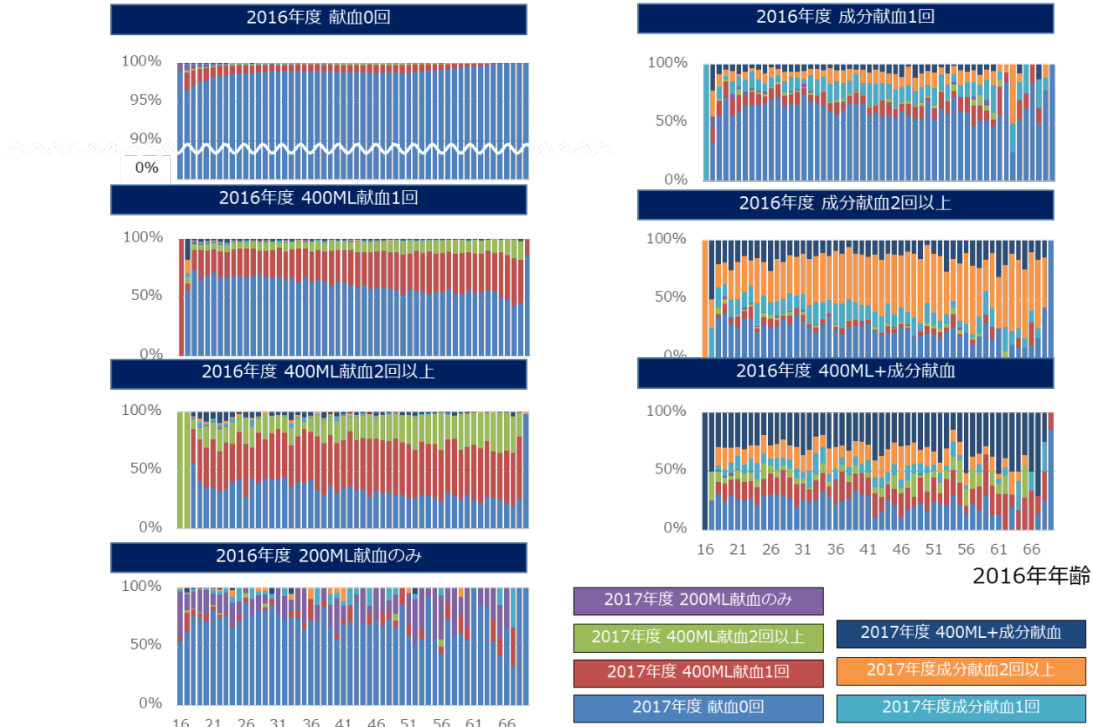 2016年度 献血0回
100%
95%
90%
0%
2016年度 400ML献血1回
100%
50%
0%
2016年度 400ML献血2回以上
100%
50%
0%
2016年度 200ML献血のみ
100%
50%
0%
16 21 26 31 36 41 46 51 56 61 66
2016年度 成分献血1回
100%
50%
0%
2016年度 成分献血2回以上
100%
50%
0%
2016年度 400ML+成分献血
100%
50%
0%
16 21 26 31 36 41 46 51 56 61 66
2016年年齢
2017年度 200ML献血のみ
2017年度 400ML献血2回以上
2017年度 400ML献血1回
2017年度 献血0回
2017年度 400ML+成分献血
2017年度成分献血2回以上
2017年度成分献血1回